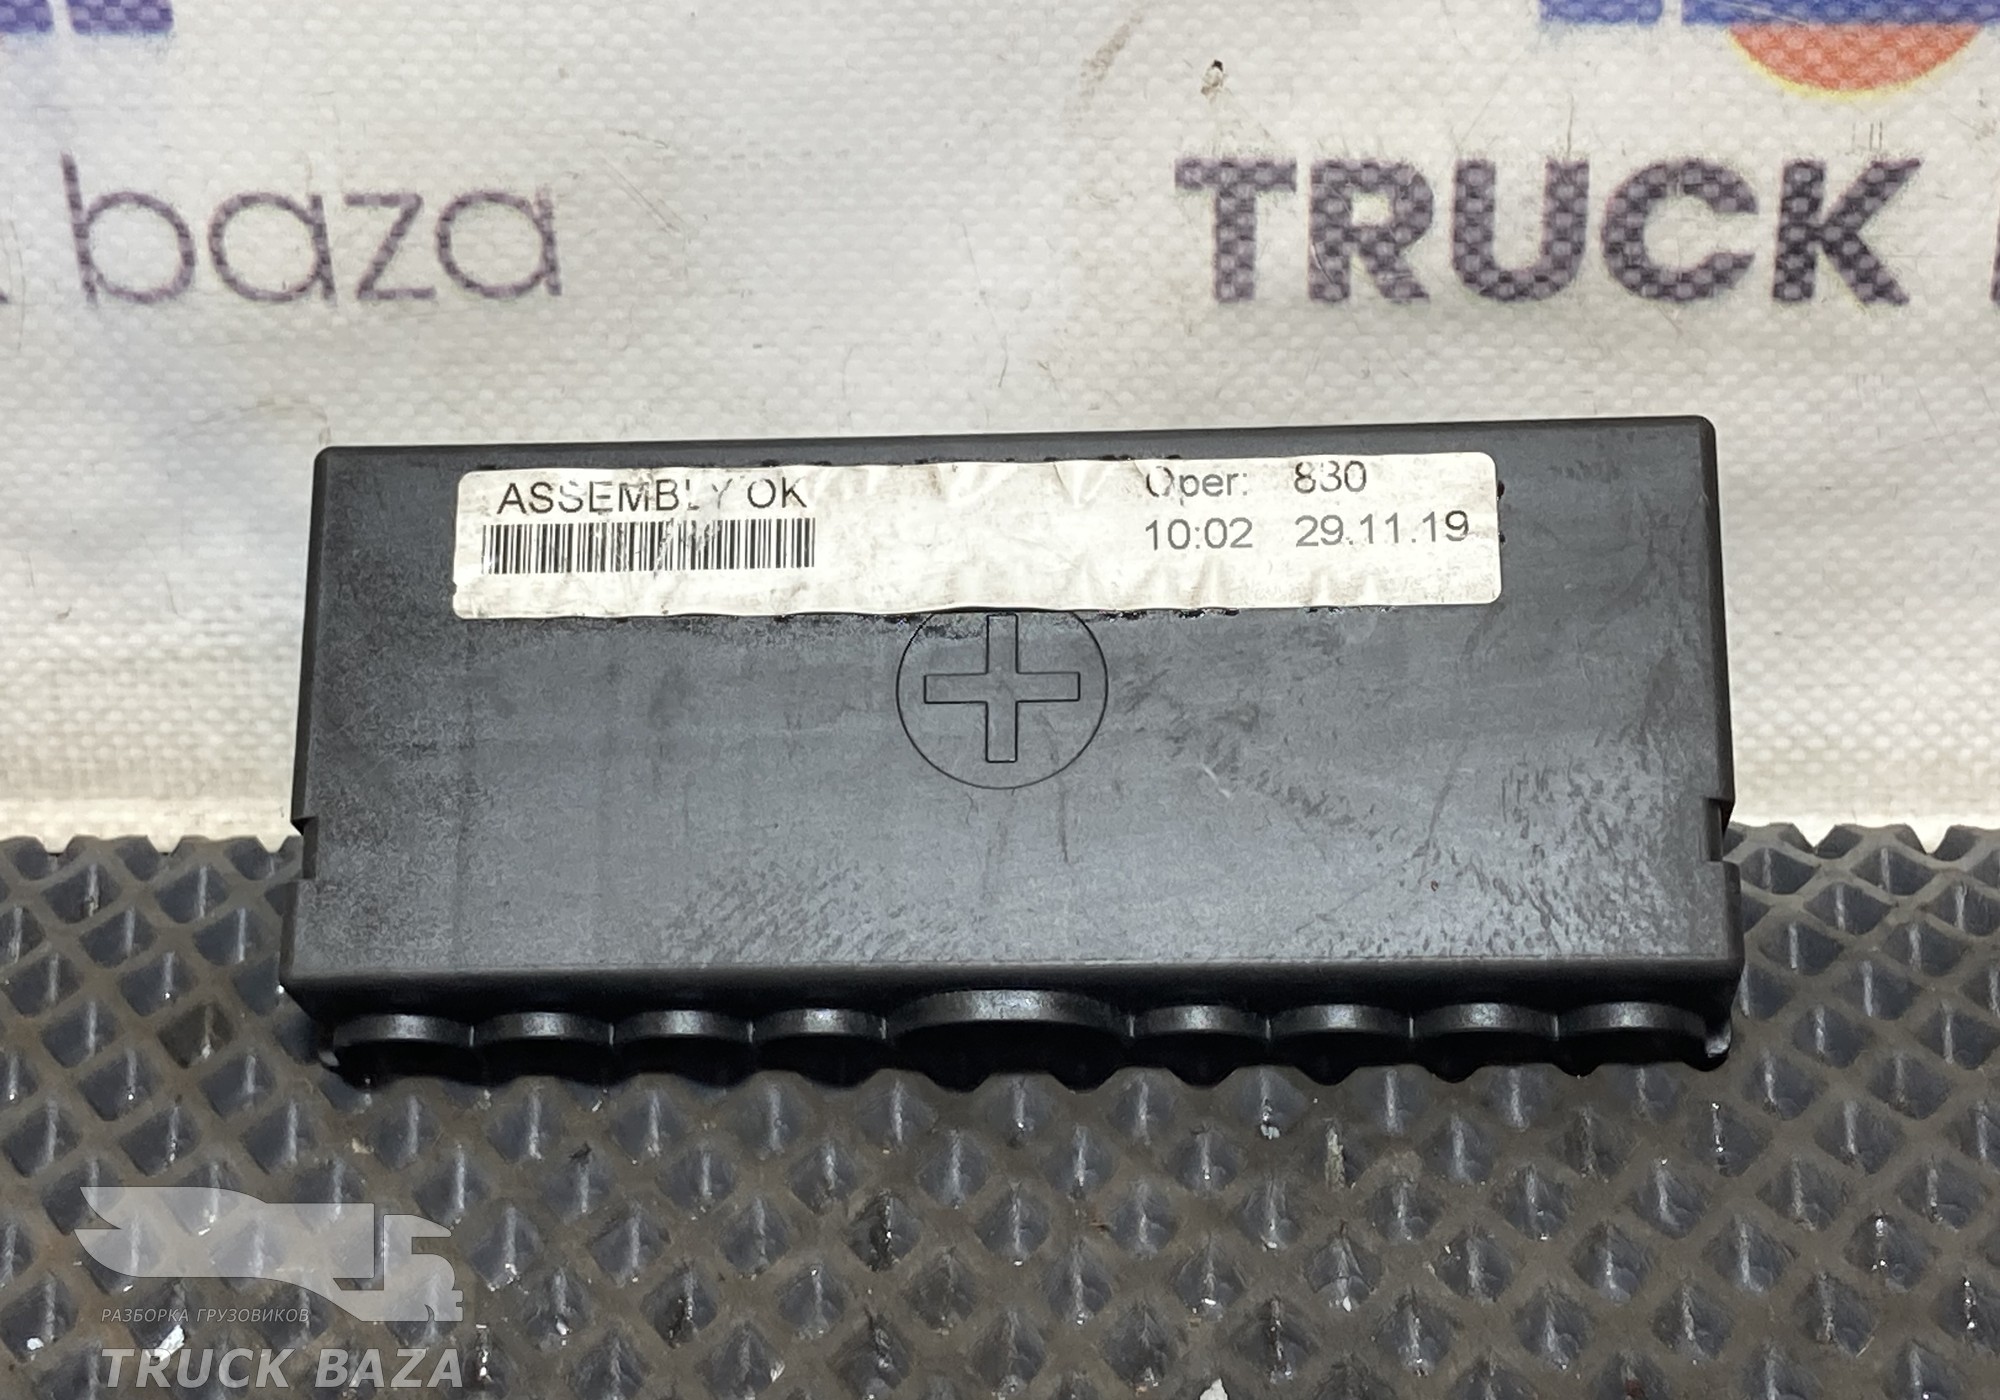 baza
TRUCK
ASSEMBLY OK
Oper: 830
10:02 29.11.19
РАЗБОРКА ГРУЗОВИКОВ
TRUCK BAZA